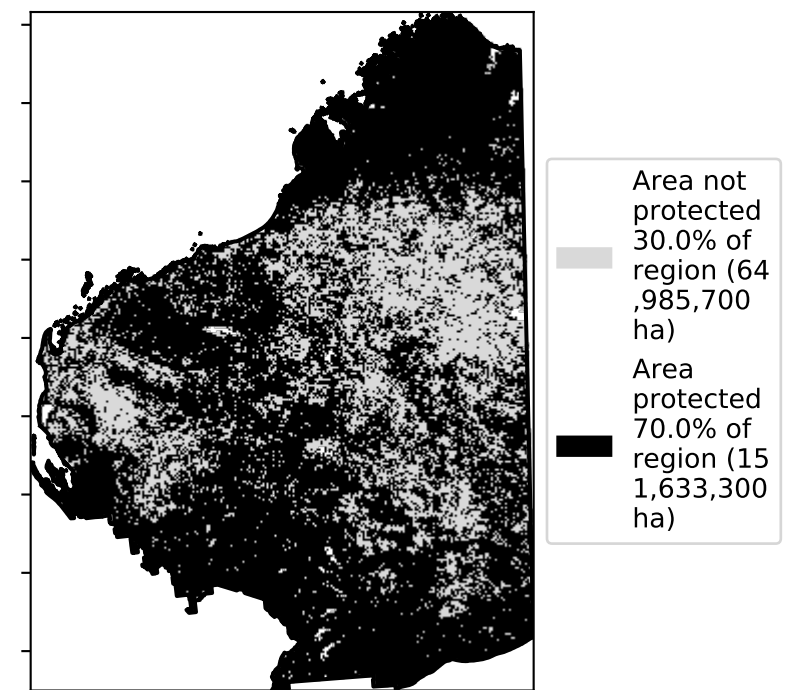 Area not
protected
30.0% of
region (64
,985,700
ha)
Area
protected
70.0% of
region (15
1,633,300
ha)